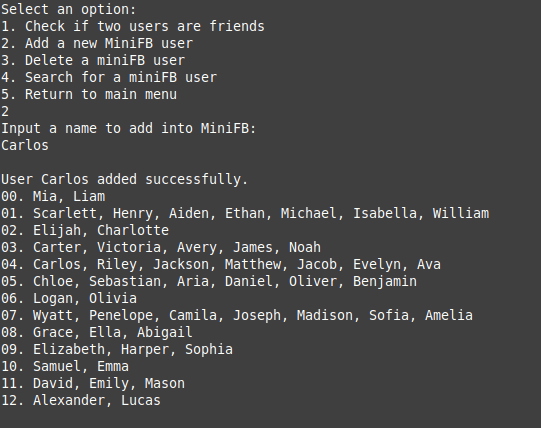 Select an option:
1. Check if two users are friends
2. Add a new MiniFB user
3. Delete a miniFB user
4. Search for a miniFB user
5. Return to main menu
2
Input a name to add into MiniFB:
Carlos

User Carlos added successfully.
00. Mia, Liam
01. Scarlett, Henry, Aiden, Ethan, Michael, Isabella, William
02. Elijah, Charlotte
03. Carter, Victoria, Avery, James, Noah
04. Carlos, Riley, Jackson, Matthew, Jacob, Evelyn, Ava
05. Chloe, Sebastian, Aria, Daniel, Oliver, Benjamin
06. Logan, Olivia
07. Wyatt, Penelope, Camila, Joseph, Madison, Sofia, Amelia
08. Grace, Ella, Abigail
09. Elizabeth, Harper, Sophia
10. Samuel, Emma
11. David, Emily, Mason
12. Alexander, Lucas